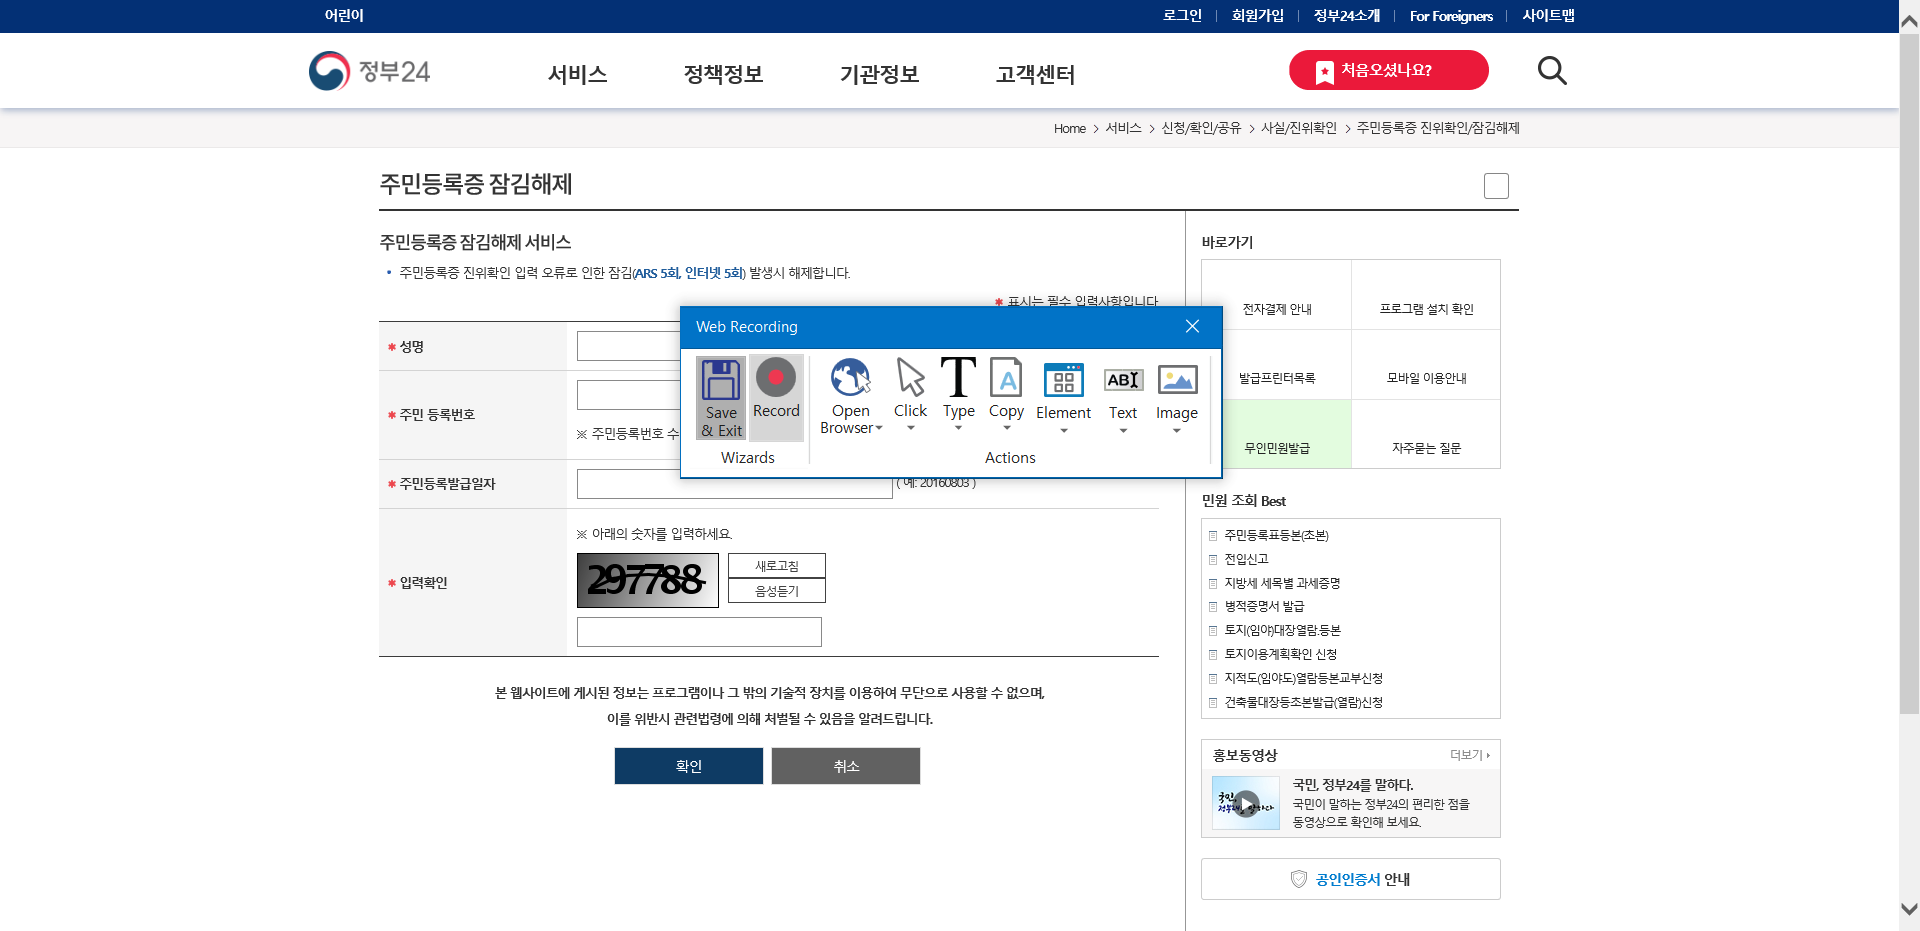 어린이
로그인
회원가입
정부24소개
For Foreigners
사이트맵
정부24
서비스
정책정보
기관정보
고객센터
처음오셨나요?
Home > 서비스 > 신청/확인/공유 > 사실/진위확인 > 주민등록증 진위확인/잠김해제
주민등록증 잠김해제
주민등록증 잠김해제 서비스
• 주민등록증 진위확인 입력 오류로 인한 잠김(ARS 5회, 인터넷 5회) 발생시 해제합니다.
* 표시는 필수 입력사항입니다
* 성명
* 주민 등록번호
※ 주민등록번호 수
* 주민등록발급일자
( 예: 20160803 )
* 입력확인
※ 아래의 숫자를 입력하세요.
297788
새로고침
음성듣기
본 웹사이트에 게시된 정보는 프로그램이나 그 밖의 기술적 장치를 이용하여 무단으로 사용할 수 없으며,
이를 위반시 관련법령에 의해 처벌될 수 있음을 알려드립니다.
확인
취소
Web Recording
Save
& Exit
Record
Wizards
Open
Browser
Click
Type
Copy
Element
Text
Image
Actions
바로가기
전자결제 안내
프로그램 설치 확인
발급프린터목록
모바일 이용안내
무인민원발급
자주묻는 질문
민원 조회 Best
주민등록표등본(초본)
전입신고
지방세 세목별 과세증명
병적증명서 발급
토지(임야)대장열람.등본
토지이용계획확인 신청
지적도(임야도)열람등본교부신청
건축물대장등초본발급(열람)신청
홍보동영상
더보기
국민, 정부24를 말하다.
국민이 말하는 정부24의 편리한 점을
동영상으로 확인해 보세요.
공인인증서 안내